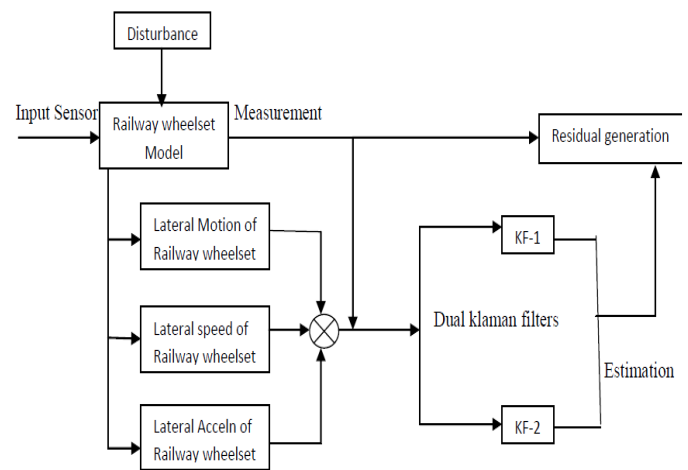 Disturbance
Input Sensor
Railway wheelset
Model
Measurement
Residual generation
Lateral Motion of
Railway wheelset
Lateral speed of
Railway wheelset
Lateral Acceln of
Railway wheelset
KF-1
Dual klaman filters
Estimation
KF-2